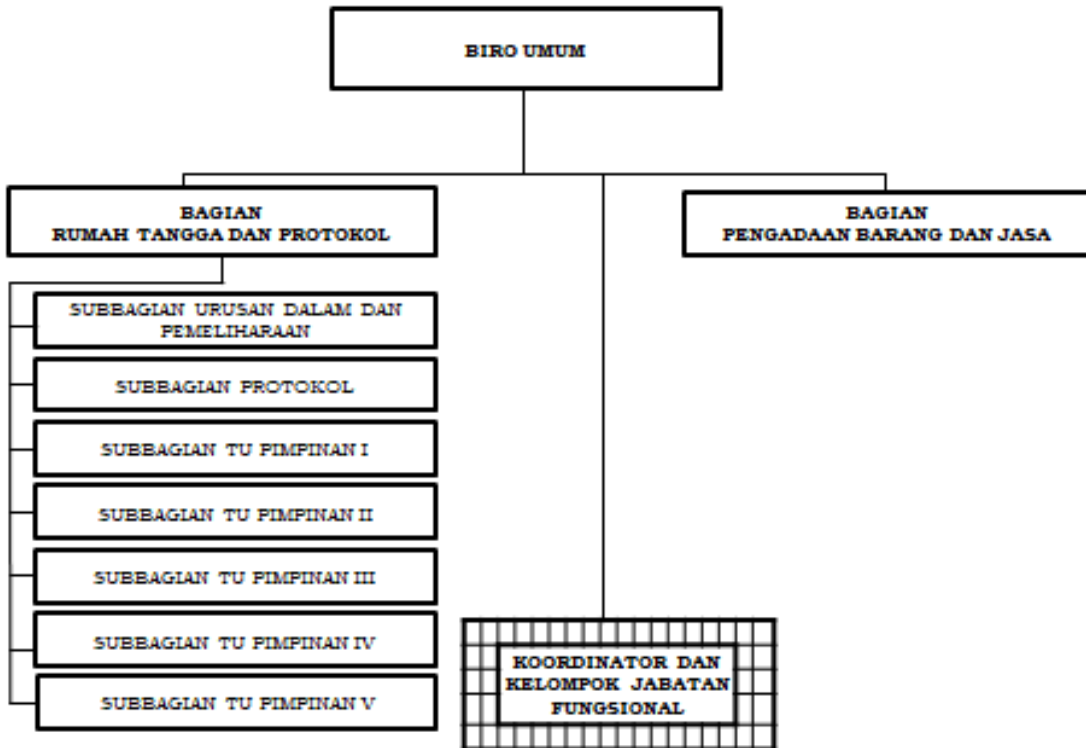 BIRO UMUM
BAGIAN
RUMAH TANGGA DAN PROTOKOL
BAGIAN
PENGADAAN BARANG DAN JASA
SUBBAGIAN URUSAN DALAM DAN
PEMELIHARAAN
SUBBAGIAN PROTOKOL
SUBBAGIAN TU PIMPINAN I
SUBBAGIAN TU PIMPINAN II
SUBBAGIAN TU PIMPINAN III
SUBBAGIAN TU PIMPINAN IV
SUBBAGIAN TU PIMPINAN V
KOORDINATOR DAN
KELOMPOK JABATAN
FUNGSIONAL